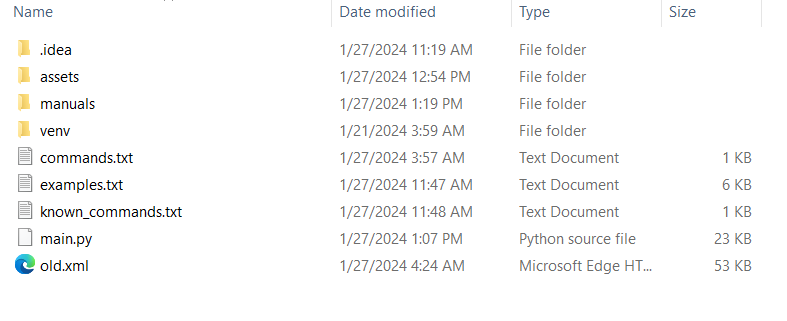 Name Date modified Type Size
.idea 1/27/2024 11:19 AM File folder
assets 1/27/2024 12:54 PM File folder
manuals 1/27/2024 1:19 PM File folder
venv 1/21/2024 3:59 AM File folder
commands.txt 1/27/2024 3:57 AM Text Document 1 KB
examples.txt 1/27/2024 11:47 AM Text Document 6 KB
known_commands.txt 1/27/2024 11:48 AM Text Document 1 KB
main.py 1/27/2024 1:07 PM Python source file 23 KB
old.xml 1/27/2024 4:24 AM Microsoft Edge HT... 53 KB